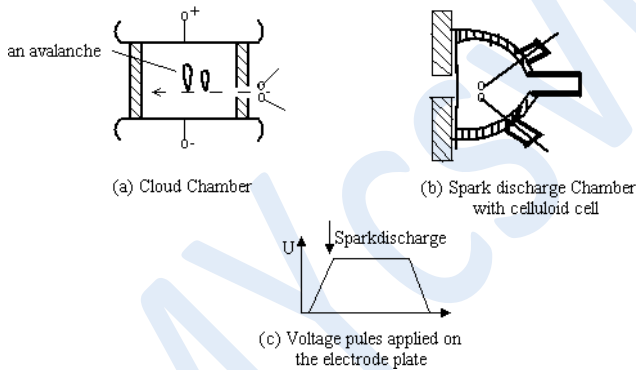 an avalanche
(a) Cloud Chamber
(b) Spark discharge Chamber
with celluloid cell
U
Sparkdischarge
(c) Voltage pules applied on
the electrode plate